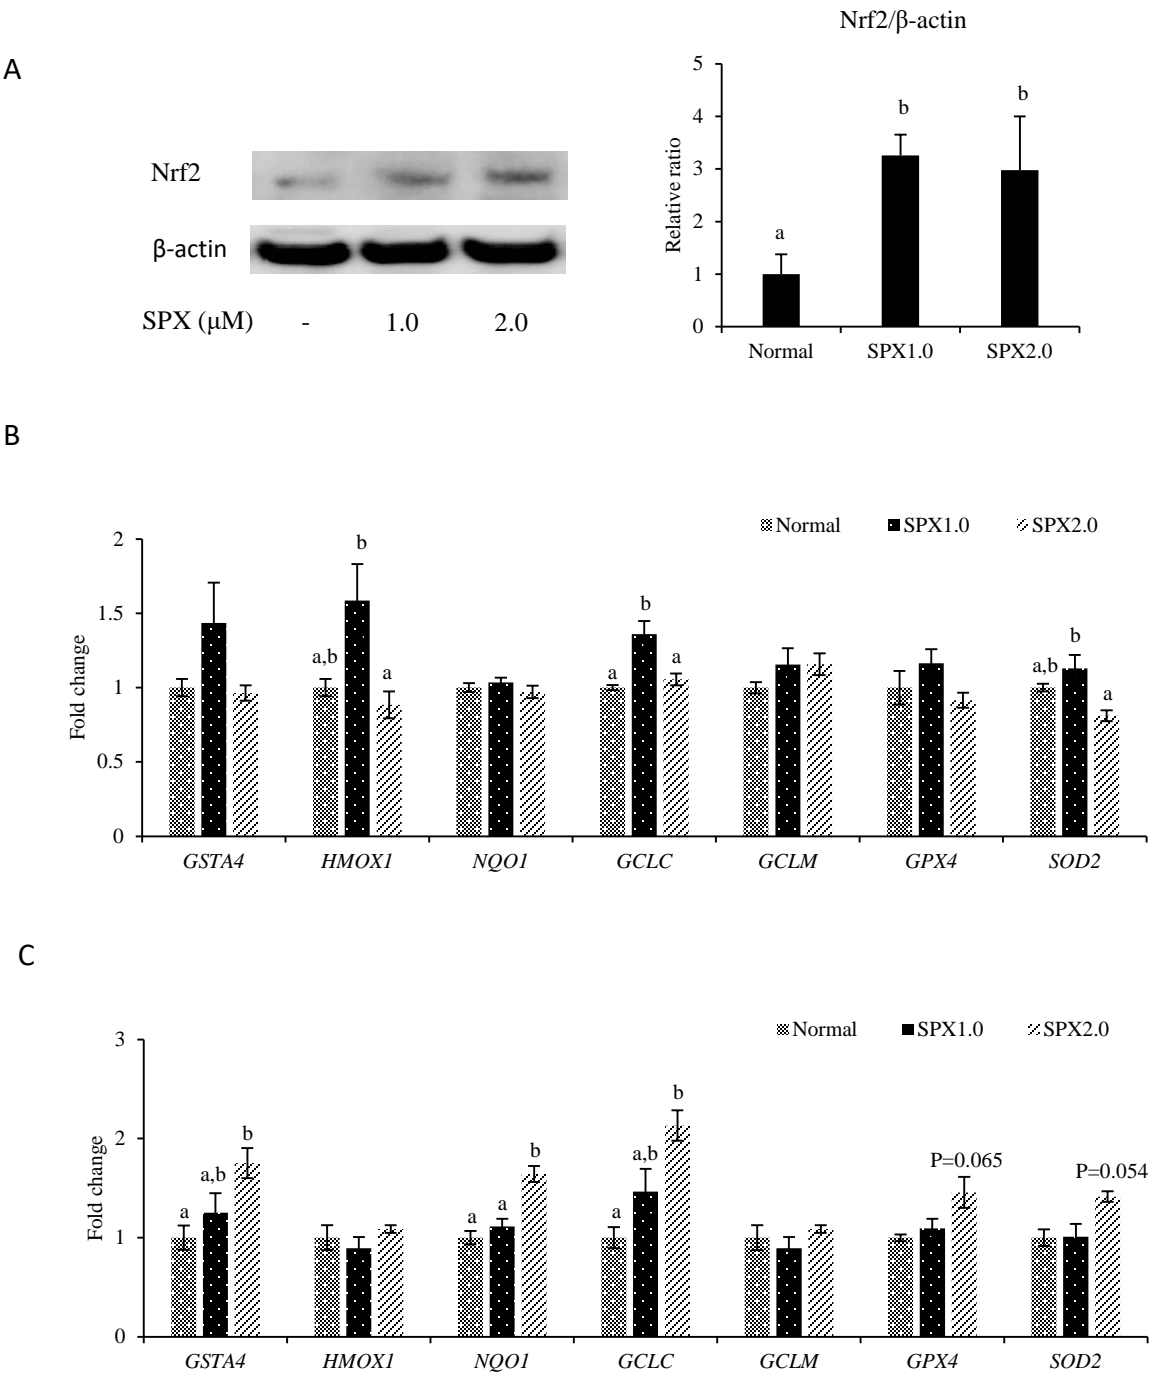 A
Nrf2
β-actin
SPX (μM) - 1.0 2.0
Nrf2/β-actin
5
4
3
2
1
0
Relative ratio
a
b
b
Normal SPX1.0 SPX2.0
B
Normal SPX1.0 SPX2.0
2
1.5
1
0.5
0
Fold change
a,b
b
a
a
b
a
a,b
b
a
GSTA4 HMOX1 NQO1 GCLC GCLM GPX4 SOD2
C
Normal SPX1.0 SPX2.0
3
2
1
0
Fold change
a
a,b
b
a
a
b
a
a,b
b
P=0.065
P=0.054
GSTA4 HMOX1 NQO1 GCLC GCLM GPX4 SOD2